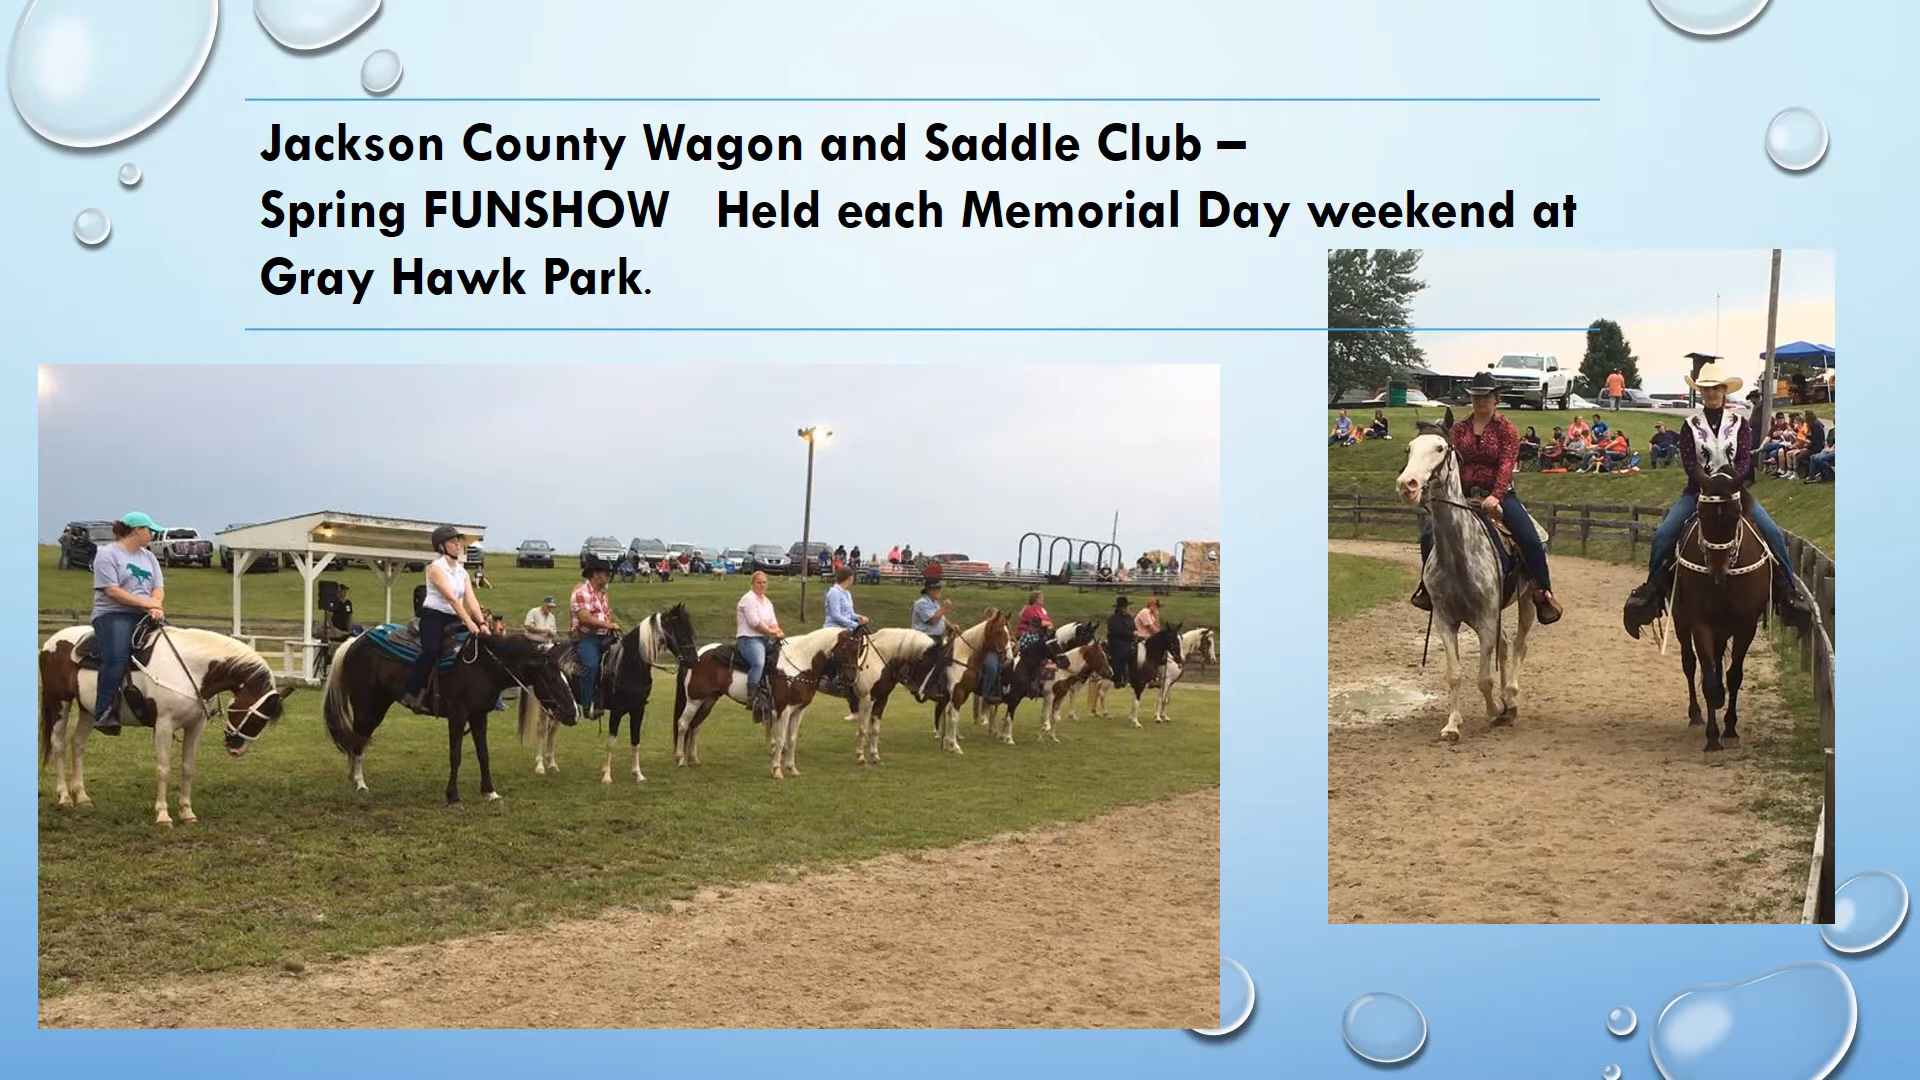 Jackson County Wagon and Saddle Club –
Spring FUNSHOW   Held each Memorial Day weekend at
Gray Hawk Park.